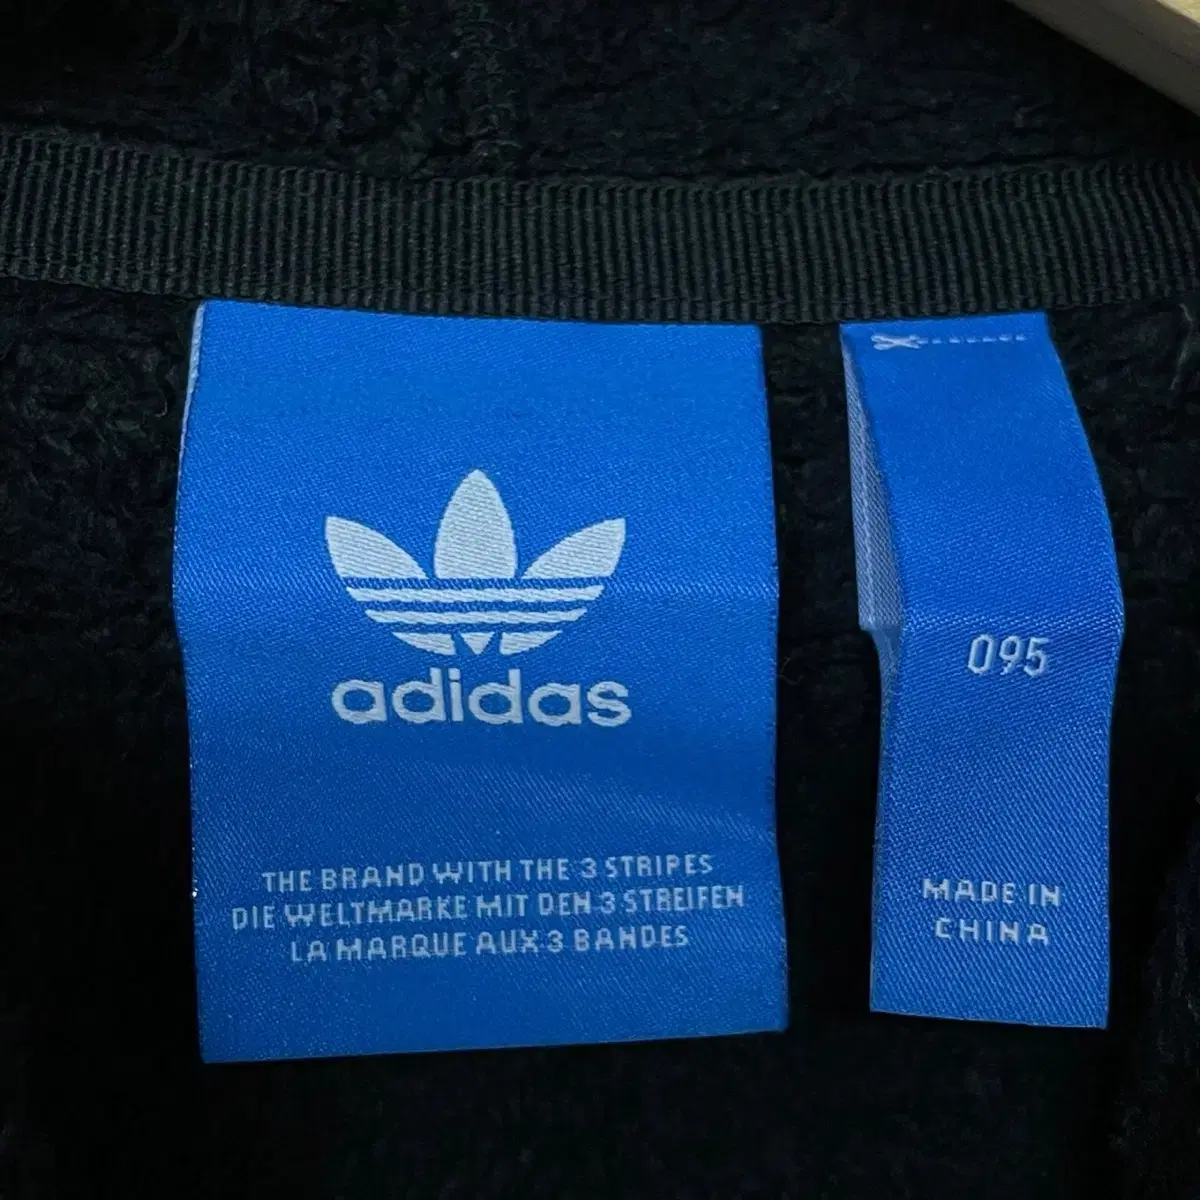 adidas
THE BRAND WITH THE 3 STRIPES
DIE WELTMARKE MIT DEN 3 STREIFEN
LA MARQUE AUX 3 BANDES
095
MADE IN
CHINA